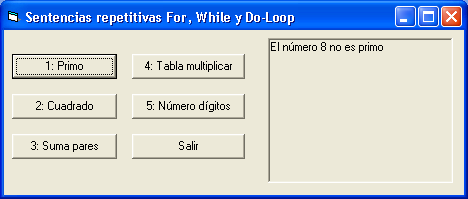 Sentencias repetitivas For, While y Do-Loop
1: Primo
4: Tabla multiplicar
2: Cuadrado
5: Número dígitos
3: Suma pares
Salir
El número 8 no es primo